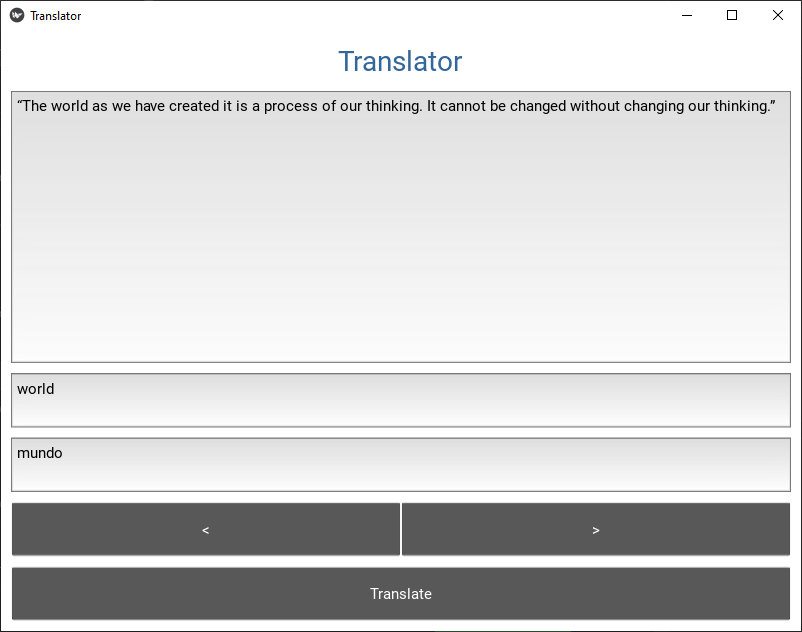 Translator
Translator
“The world as we have created it is a process of our thinking. It cannot be changed without changing our thinking.”
world
mundo
<
>
Translate